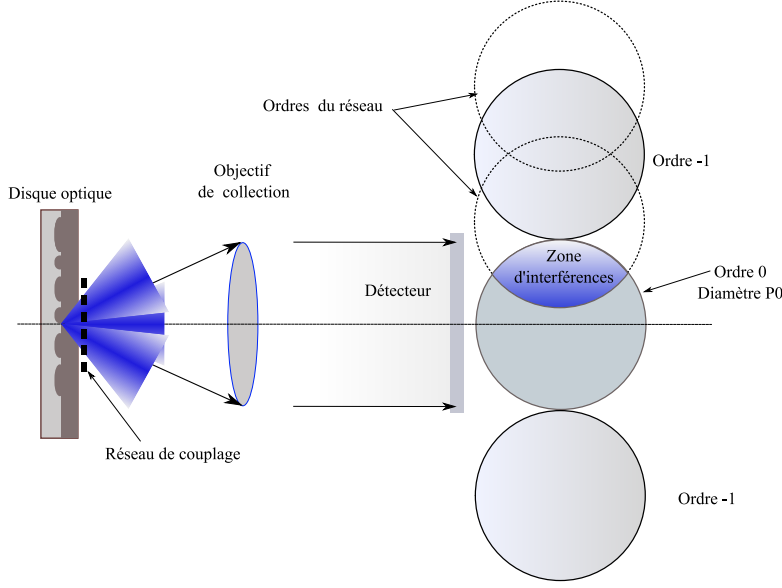 Ordres du réseau
Objectif
de collection
Ordre -1
Disque optique
Zone
d'interférences
Ordre 0
Diamètre P0
Détecteur
Réseau de couplage
Ordre -1